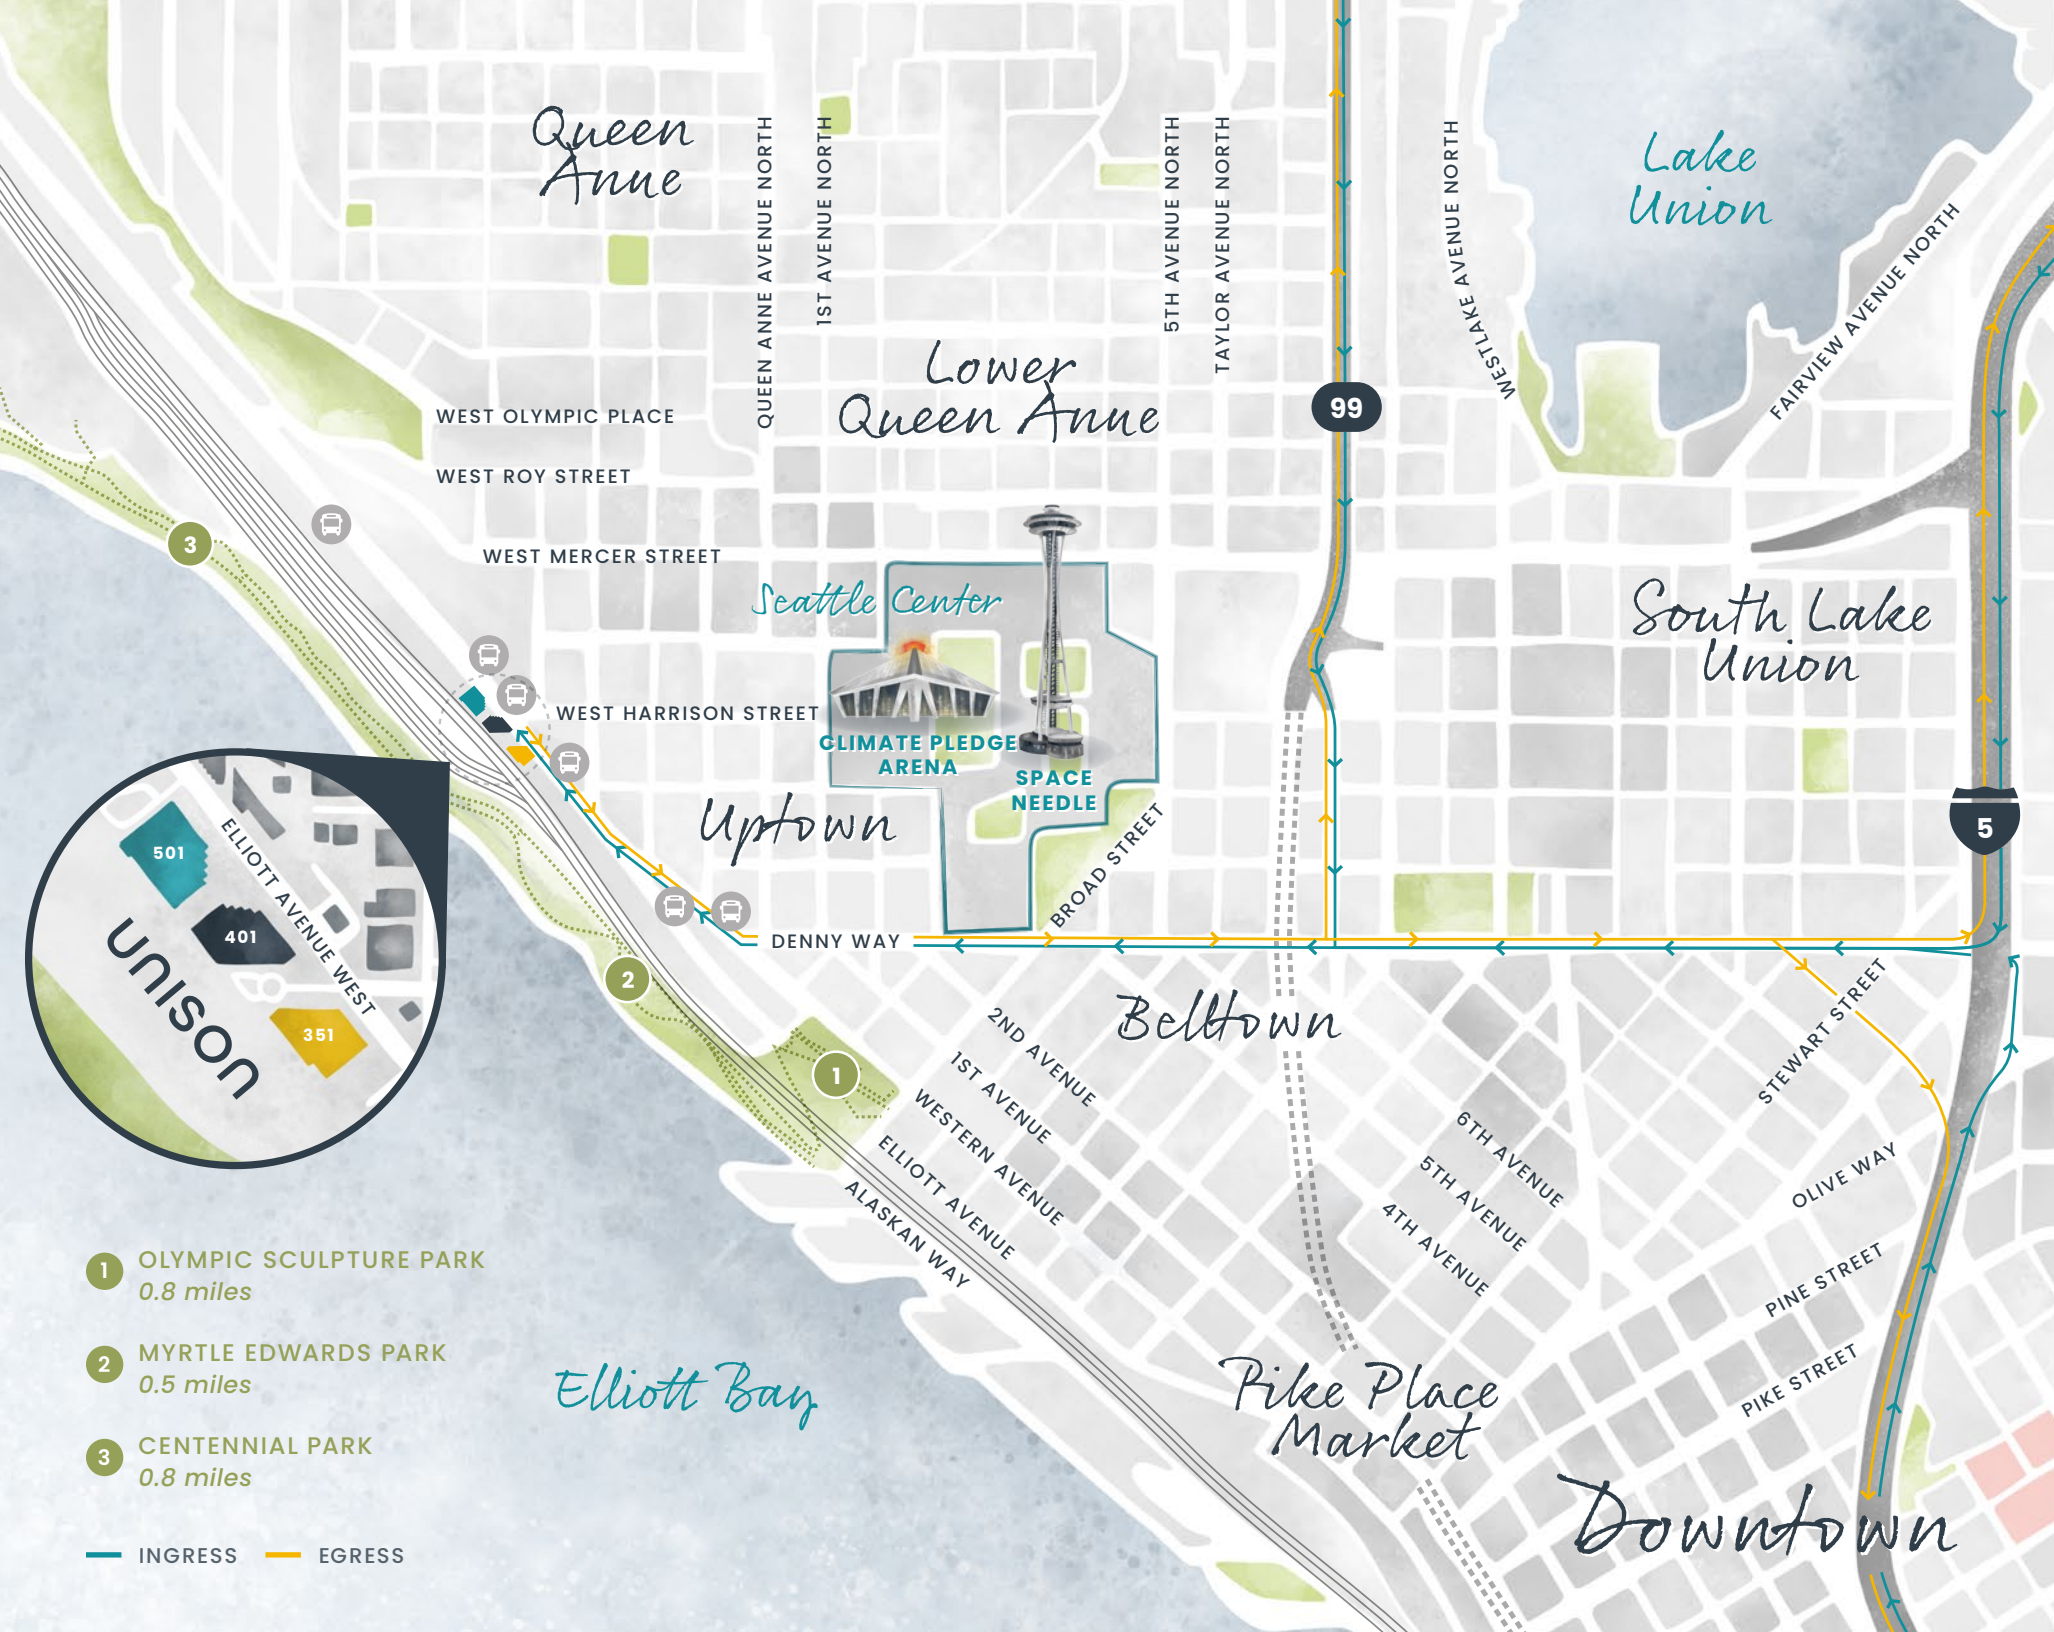 Queen
Anne
QUEEN ANNE AVENUE NORTH
1ST AVENUE NORTH
5TH AVENUE NORTH
TAYLOR AVENUE NORTH
WESTLAKE AVENUE NORTH
Lake
Union
FAIRVIEW AVENUE NORTH
Lower
Queen Anne
99
WEST OLYMPIC PLACE
WEST ROY STREET
WEST MERCER STREET
3
Seattle Center
South Lake
Union
WEST HARRISON STREET
CLIMATE PLEDGE
ARENA
SPACE
NEEDLE
Uptown
BROAD STREET
5
501
ELLIOTT AVENUE WEST
401
351
UNISON
DENNY WAY
2
1
Belltown
2ND AVENUE
1ST AVENUE
WESTERN AVENUE
ELLIOTT AVENUE
ALASKAN WAY
6TH AVENUE
5TH AVENUE
4TH AVENUE
STEWART STREET
OLIVE WAY
PINE STREET
PIKE STREET
Pike Place
Market
Downtown
Elliott Bay
1 OLYMPIC SCULPTURE PARK
0.8 miles
2 MYRTLE EDWARDS PARK
0.5 miles
3 CENTENNIAL PARK
0.8 miles
INGRESS EGRESS